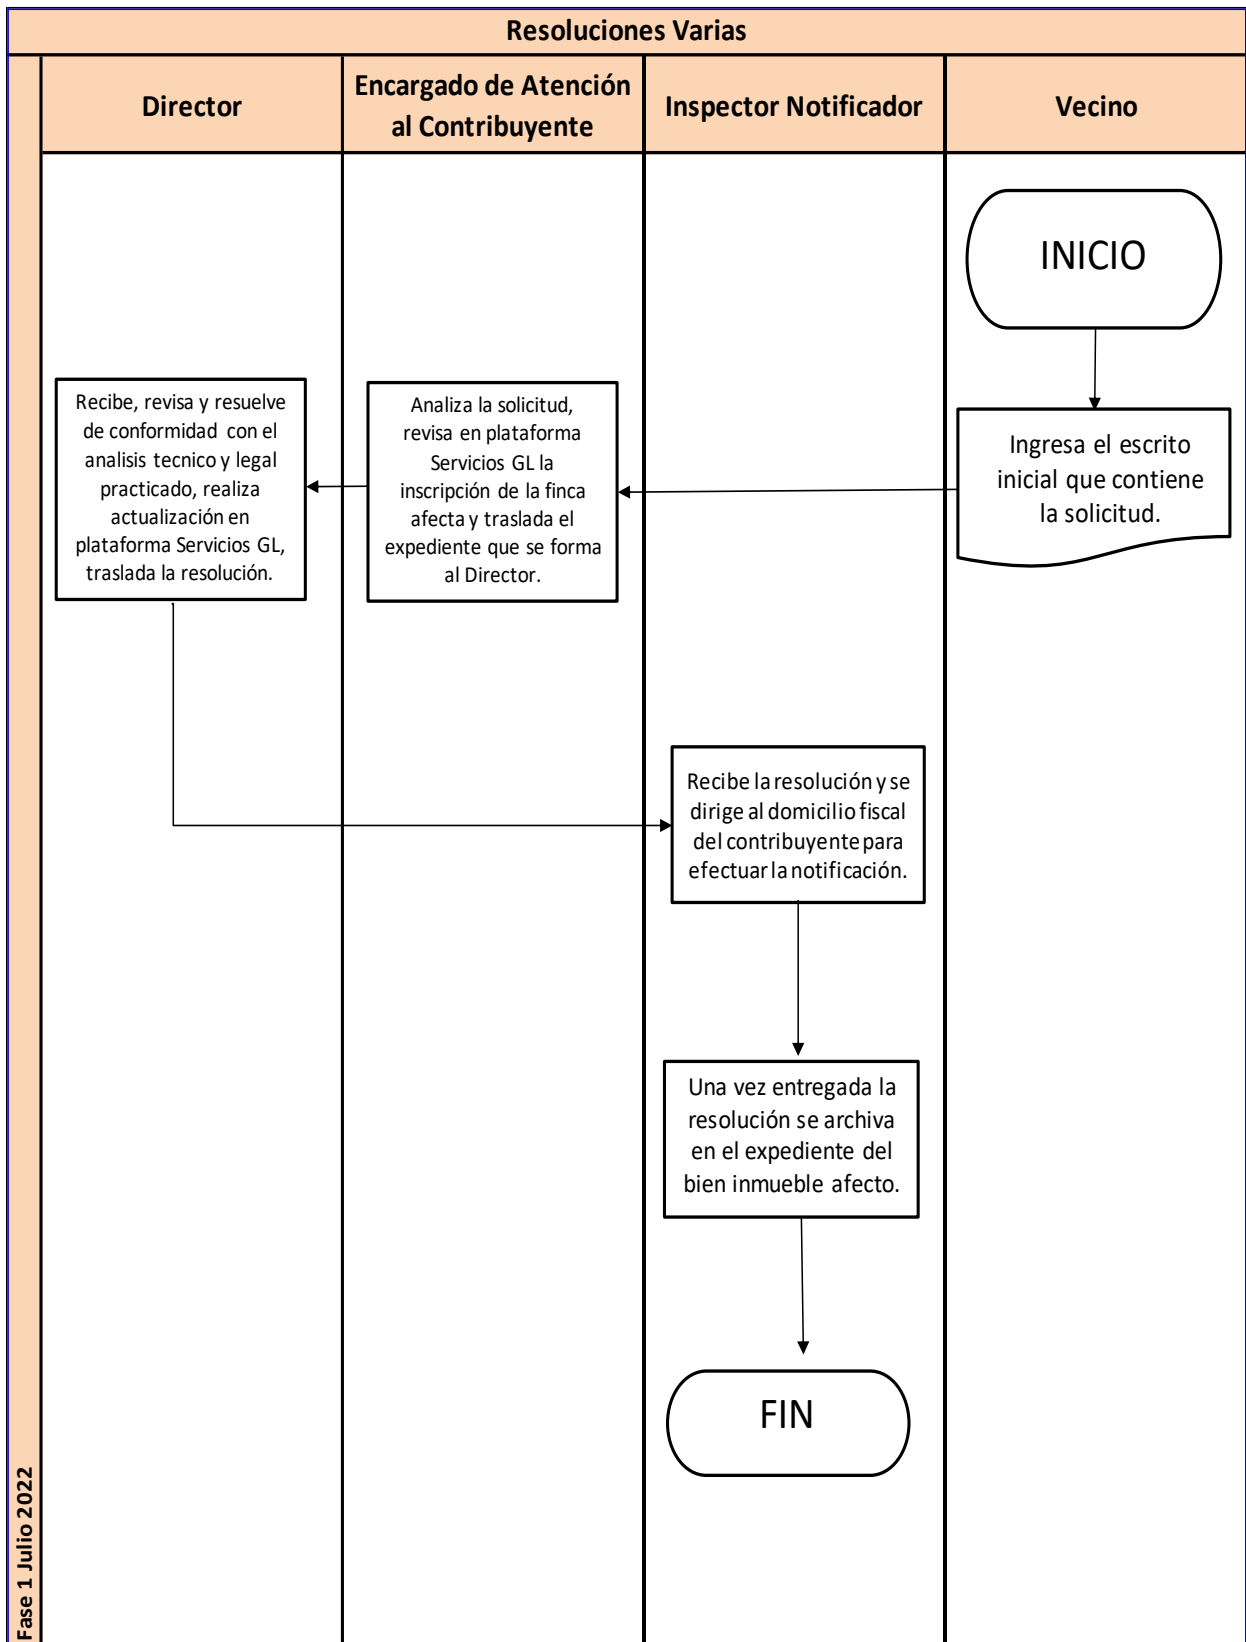 Resoluciones Varias
Director
Encargado de Atención
al Contribuyente
Inspector Notificador
Vecino
INICIO
Ingresa el escrito
inicial que contiene
la solicitud.
Analiza la solicitud,
revisa en plataforma
Servicios GL la
inscripción de la finca
afecta y traslada el
expediente que se forma
al Director.
Recibe, revisa y resuelve
de conformidad con el
analisis tecnico y legal
practicado, realiza
actualización en
plataforma Servicios GL,
traslada la resolución.
Recibe la resolución y se
dirige al domicilio fiscal
del contribuyente para
efectuar la notificación.
Una vez entregada la
resolución se archiva
en el expediente del
bien inmueble afecto.
FIN
Fase 1 Julio 2022